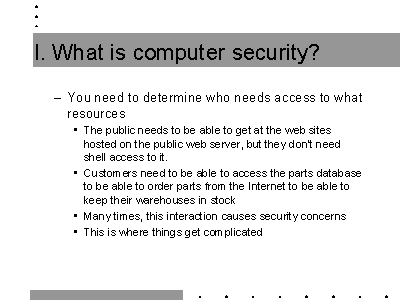 I. What is computer security?
– You need to determine who needs access to what
resources
• The public needs to be able to get at the web sites
hosted on the public web server, but they don't need
shell access to it.
• Customers need to be able to access the parts database
to be able to order parts from the Internet to be able to
keep their warehouses in stock
• Many times, this interaction causes security concerns
• This is where things get complicated